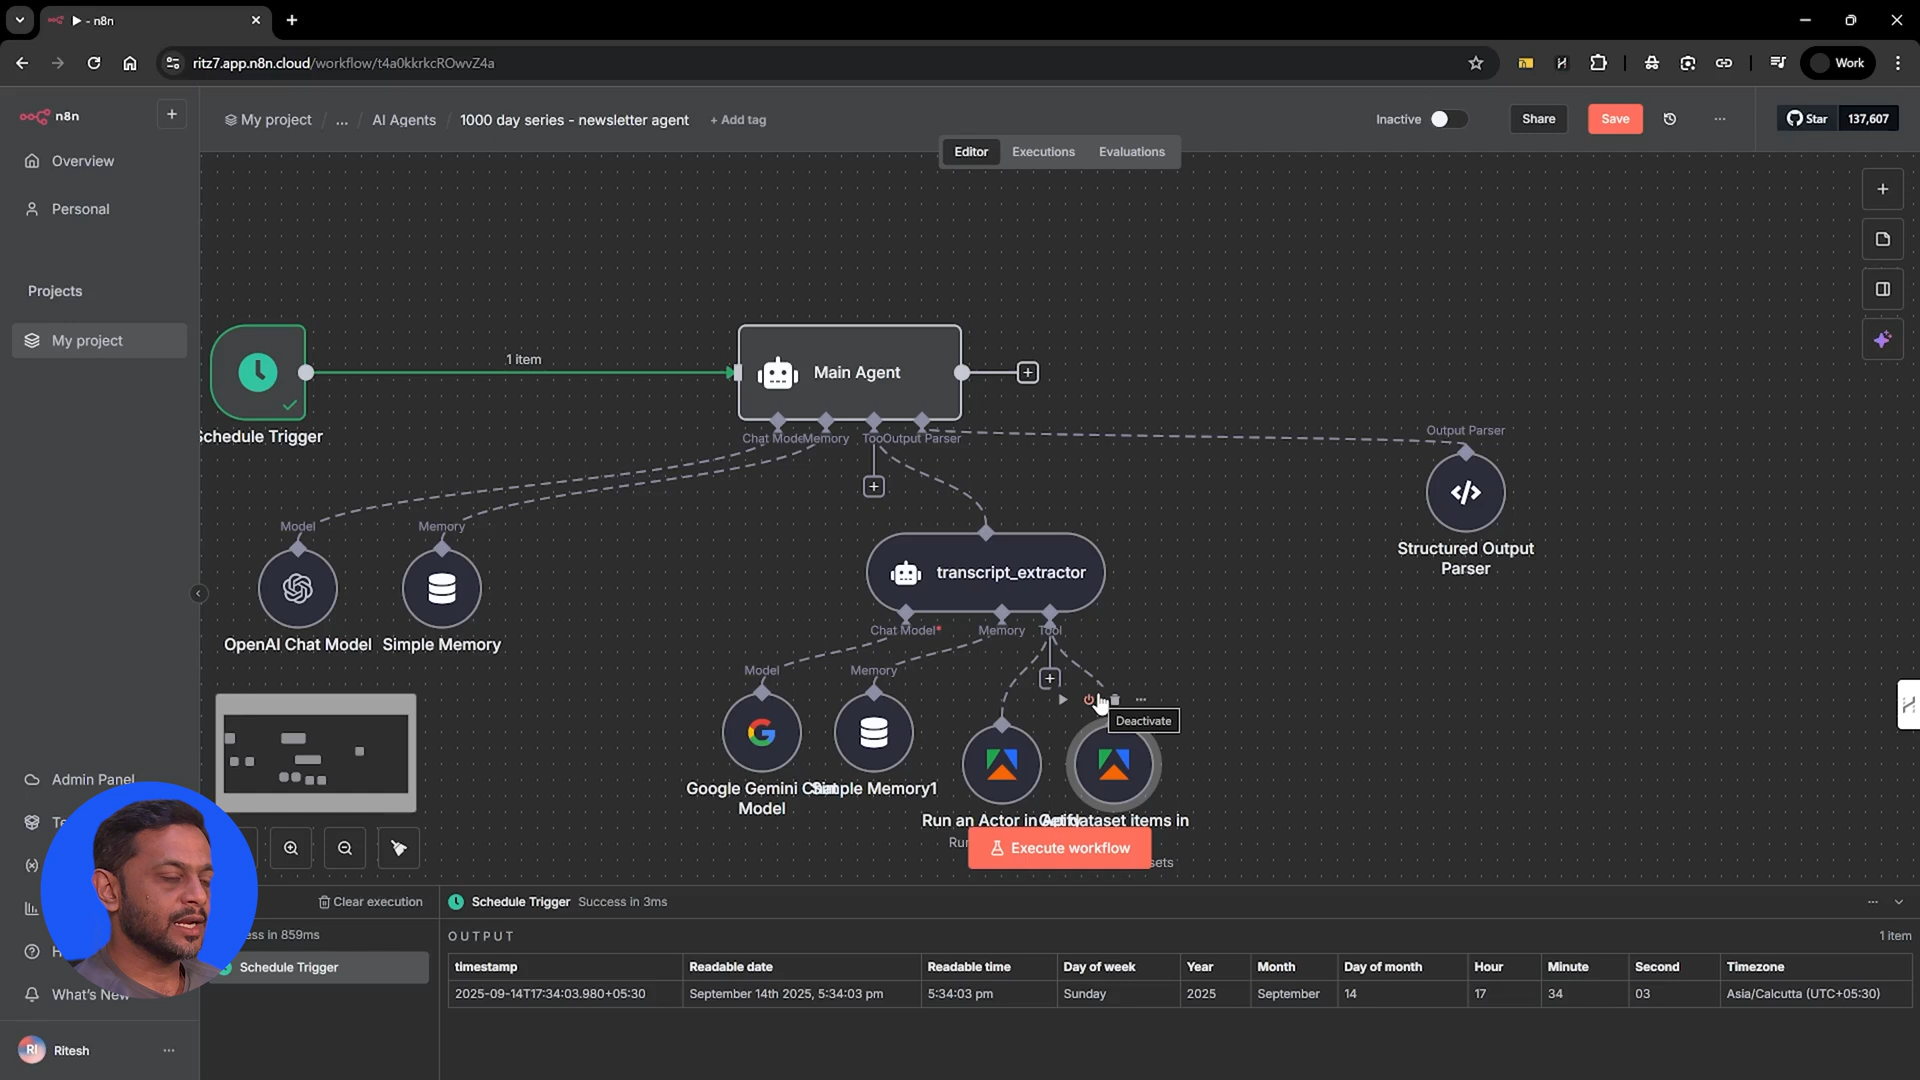 - n8n
ritz7.app.n8n.cloud/workflow/t4a0kkrkcROwvZ4a
Work
n8n
My project / ... / AI Agents / 1000 day series - newsletter agent + Add tag
Inactive
Share
Save
Star 137,607
Editor Executions Evaluations
Overview
Personal
Projects
My project
1 item
Main Agent
Schedule Trigger
Chat Mode Memory Too Output Parser
Output Parser
Model
Memory
OpenAI Chat Model
Simple Memory
transcript_extractor
Structured Output
Parser
Chat Model* Memory Tool
Model
Memory
Deactivate
Google Gemini
Model
Simple Memory1
Run an Actor in
dataset items in
Execute workflow
Admin Panel
What's New
Ritesh
Clear execution
in 859ms
Schedule Trigger
Schedule Trigger Success in 3ms
OUTPUT
1 item
timestamp Readable date Readable time Day of week Year Month Day of month Hour Minute Second Timezone
2025-09-14T17:34:03.980+05:30 September 14th 2025, 5:34:03 pm 5:34:03 pm Sunday 2025 September 14 17 34 03 Asia/Calcutta (UTC+05:30)